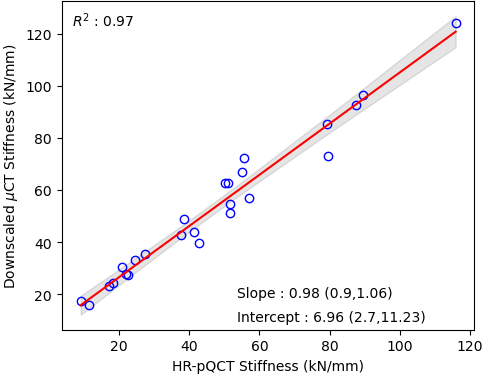 R² : 0.97
Downscaled μCT Stiffness (kN/mm)
120
100
80
60
40
20
Slope : 0.98 (0.9,1.06)
Intercept : 6.96 (2.7,11.23)
20 40 60 80 100 120
HR-pQCT Stiffness (kN/mm)